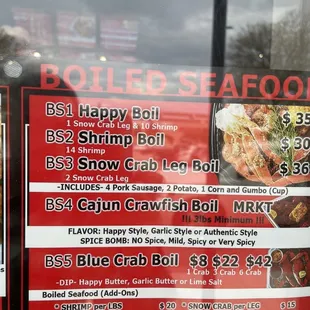 BOILED SEAFOOD
BS1 Happy Boil $ 35
1 Snow Crab Leg & 10 Shrimp
BS2 Shrimp Boil $ 30
14 Shrimp
BS3 Snow Crab Leg Boil $ 36
2 Snow Crab Leg
-INCLUDES- 4 Pork Sausage, 2 Potato, 1 Corn and Gumbo (Cup)
BS4 Cajun Crawfish Boil MRKT
!!! 3lbs Minimum !!!
FLAVOR: Happy Style, Garlic Style or Authentic Style
SPICE BOMB: NO Spice, Mild, Spicy or Very Spicy
BS5 Blue Crab Boil $8 $22 $42
1 Crab 3 Crab 6 Crab
-DIP- Happy Butter, Garlic Butter or Lime Salt
Boiled Seafood (Add-Ons)
* SHRIMP per LBS $ 20 * SNOW CRAB per LEG $ 16